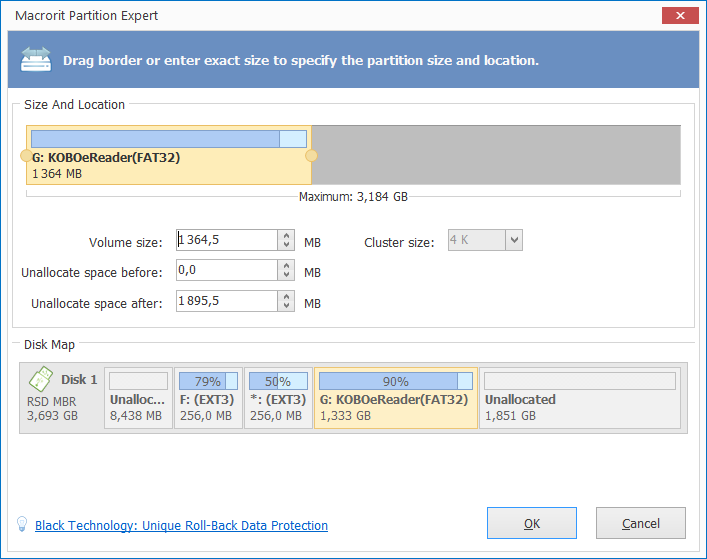 Macrorit Partition Expert
Drag border or enter exact size to specify the partition size and location.
Size And Location
G: KOBOeReader(FAT32)
1 364 MB
Maximum: 3,184 GB
Volume size: 1 364,5 MB Cluster size: 4 K
Unallocate space before: 0,0 MB
Unallocate space after: 1 895,5 MB
Disk Map
Disk 1
RSD MBR
3,693 GB
Unalloc...
8,438 MB
79%
F: (EXT3)
256,0 MB
50%
*: (EXT3)
256,0 MB
90%
G: KOBOeReader(FAT32)
1,333 GB
Unallocated
1,851 GB
Black Technology: Unique Roll-Back Data Protection
OK
Cancel